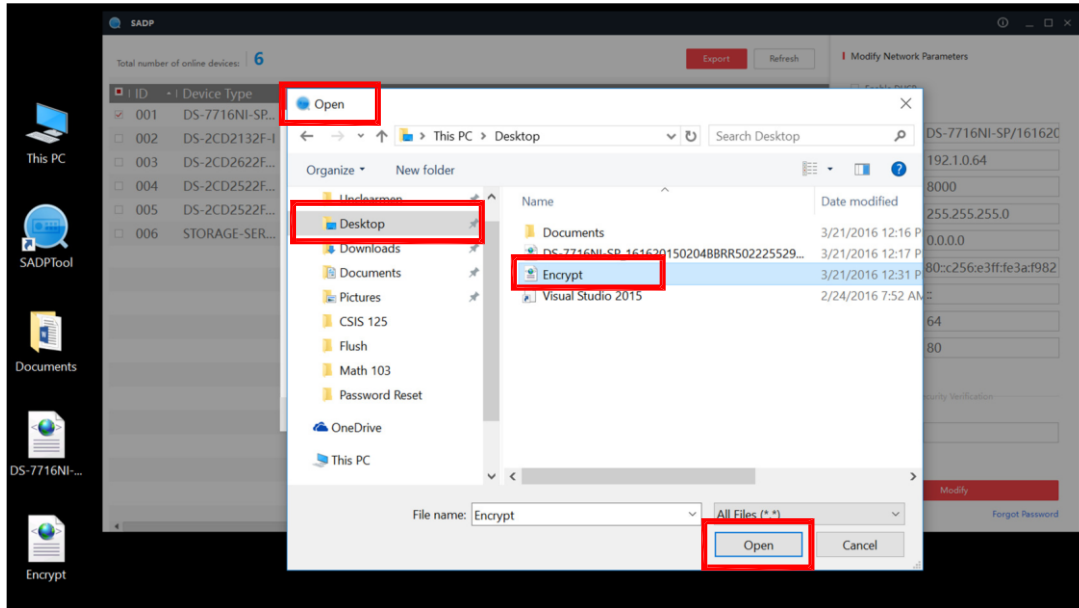 SADP
Total number of online devices: 6
Export
Refresh
Modify Network Parameters
ID
Device Type
001 DS-7716NI-SP...
002 DS-2CD2132F-I
003 DS-2CD2622F...
004 DS-2CD2522F...
005 DS-2CD2522F...
006 STORAGE-SER...
DS-7716NI-SP/161620
192.1.0.64
8000
255.255.255.0
0.0.0.0
80::c256:e3ff:fe3a:f982
::
64
80
Modify
Forgot Password
This PC
SADPTool
Documents
DS-7716NI-...
Encrypt
Open
This PC > Desktop
Search Desktop
Organize
New folder
Desktop
Downloads
Documents
Pictures
CSIS 125
Flush
Math 103
Password Reset
OneDrive
This PC
Name
Date modified
Documents 3/21/2016 12:16 P
DS-7716NI-SP-161620150204BBRR502225529... 3/21/2016 12:17 P
Encrypt 3/21/2016 12:31 P
Visual Studio 2015 2/24/2016 7:52 AM
File name: Encrypt
All Files (*.*)
Open
Cancel